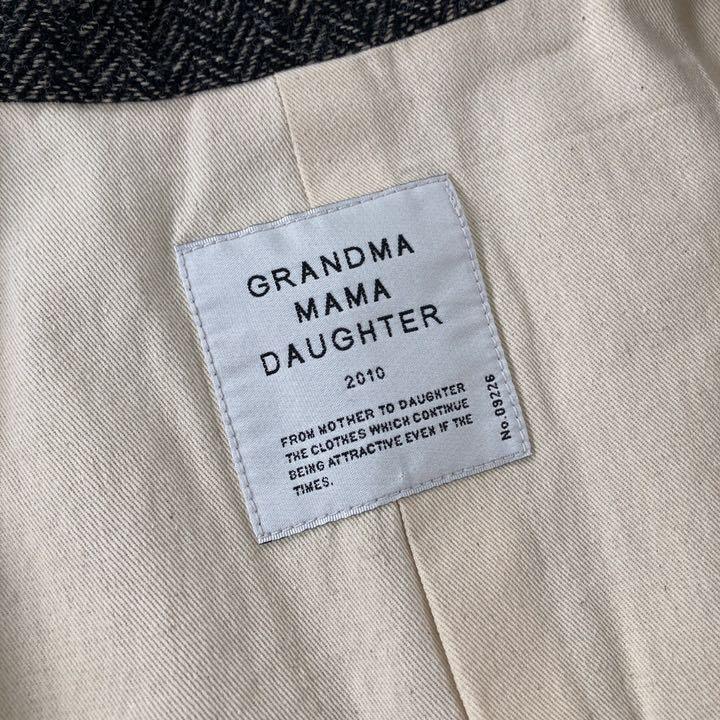 GRANDMA
MAMA
DAUGHTER
2010
FROM MOTHER TO DAUGHTER
THE CLOTHES WHICH CONTINUE
BEING ATTRACTIVE EVEN IF THE
TIMES.
No. 09226